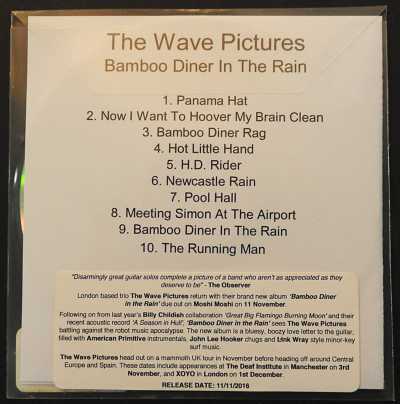 The Wave Pictures
Bamboo Diner In The Rain
1. Panama Hat
2. Now I Want To Hoover My Brain Clean
3. Bamboo Diner Rag
4. Hot Little Hand
5. H.D. Rider
6. Newcastle Rain
7. Pool Hall
8. Meeting Simon At The Airport
9. Bamboo Diner In The Rain
10. The Running Man
"Disarmingly great guitar solos complete a picture of a band who aren't as appreciated as they
deserve to be" - The Observer
London based trio The Wave Pictures return with their brand new album 'Bamboo Diner
in the Rain' due out on Moshi Moshi on 11 November.
Following on from last year's Billy Childish collaboration 'Great Big Flamingo Burning Moon' and their
recent acoustic record 'A Season in Hull', 'Bamboo Diner in the Rain' sees The Wave Pictures
battling against the robot music apocalypse. The new album is a bluesy, boozy love letter to the guitar;
filled with American Primitive instrumentals, John Lee Hooker chugs and Link Wray style minor-key
surf music.
The Wave Pictures head out on a mammoth UK tour in November before heading off around Central
Europe and Spain. These dates include appearances at The Deaf Institute in Manchester on 3rd
November, and XOYO in London on 1st December.
RELEASE DATE: 11/11/2016